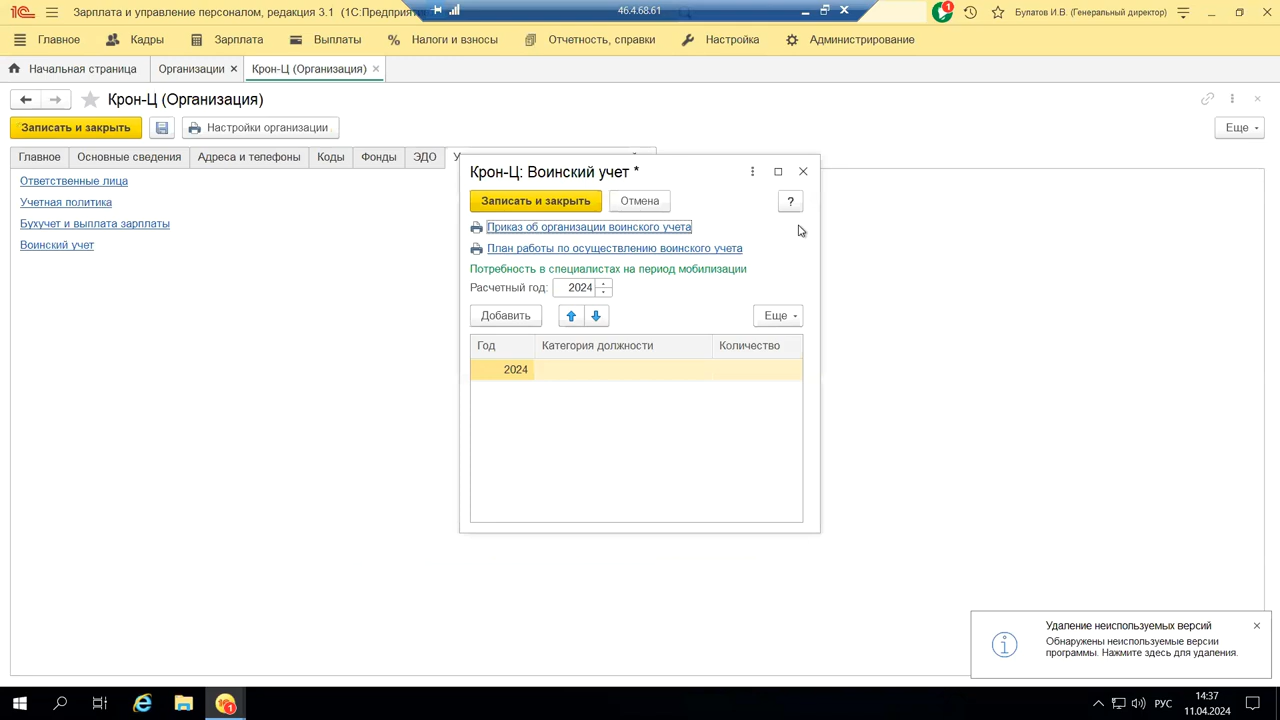 Зарплата и управление персоналом, редакция 3.1 (1С:Предприятие
46.4.68.61
1
Булатов И.В. (Генеральный директор)
Главное
Кадры
Зарплата
Выплаты
Налоги и взносы
Отчетность, справки
Настройка
Администрирование
Начальная страница
Организации
Крон-Ц (Организация)
Крон-Ц (Организация)
Записать и закрыть
Настройки организации
Еще
Главное
Основные сведения
Адреса и телефоны
Коды
Фонды
ЭДО
Ответственные лица
Учетная политика
Бухучет и выплата зарплаты
Воинский учет
Крон-Ц: Воинский учет *
Записать и закрыть
Отмена
?
Приказ об организации воинского учета
План работы по осуществлению воинского учета
Потребность в специалистах на период мобилизации
Расчетный год: 2024
Добавить
Еще
Год Категория должности Количество
2024
Удаление неиспользуемых версий
Обнаружены неиспользуемые версии
программы. Нажмите здесь для удаления.
1
РУС
14:37
11.04.2024